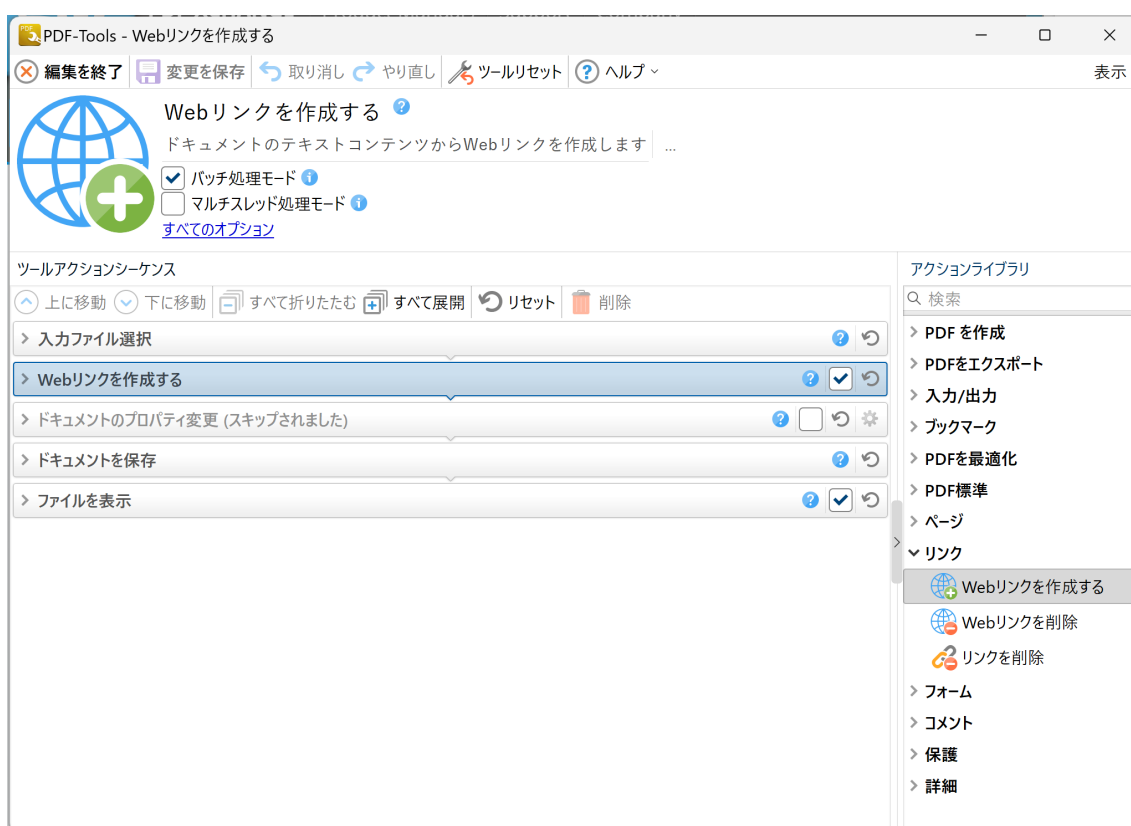 PDF-Tools - Webリンクを作成する
編集を終了 変更を保存 取り消し やり直し ツールリセット ヘルプ 表示
Webリンクを作成する
ドキュメントのテキストコンテンツからWebリンクを作成します ...
バッチ処理モード
マルチスレッド処理モード
すべてのオプション
ツールアクションシーケンス
上に移動 下に移動 すべて折りたたむ すべて展開 リセット 削除
入力ファイル選択
Webリンクを作成する
ドキュメントのプロパティ変更 (スキップされました)
ドキュメントを保存
ファイルを表示
アクションライブラリ
検索
PDF を作成
PDFをエクスポート
入力/出力
ブックマーク
PDFを最適化
PDF標準
ページ
リンク
Webリンクを作成する
Webリンクを削除
リンクを削除
フォーム
コメント
保護
詳細